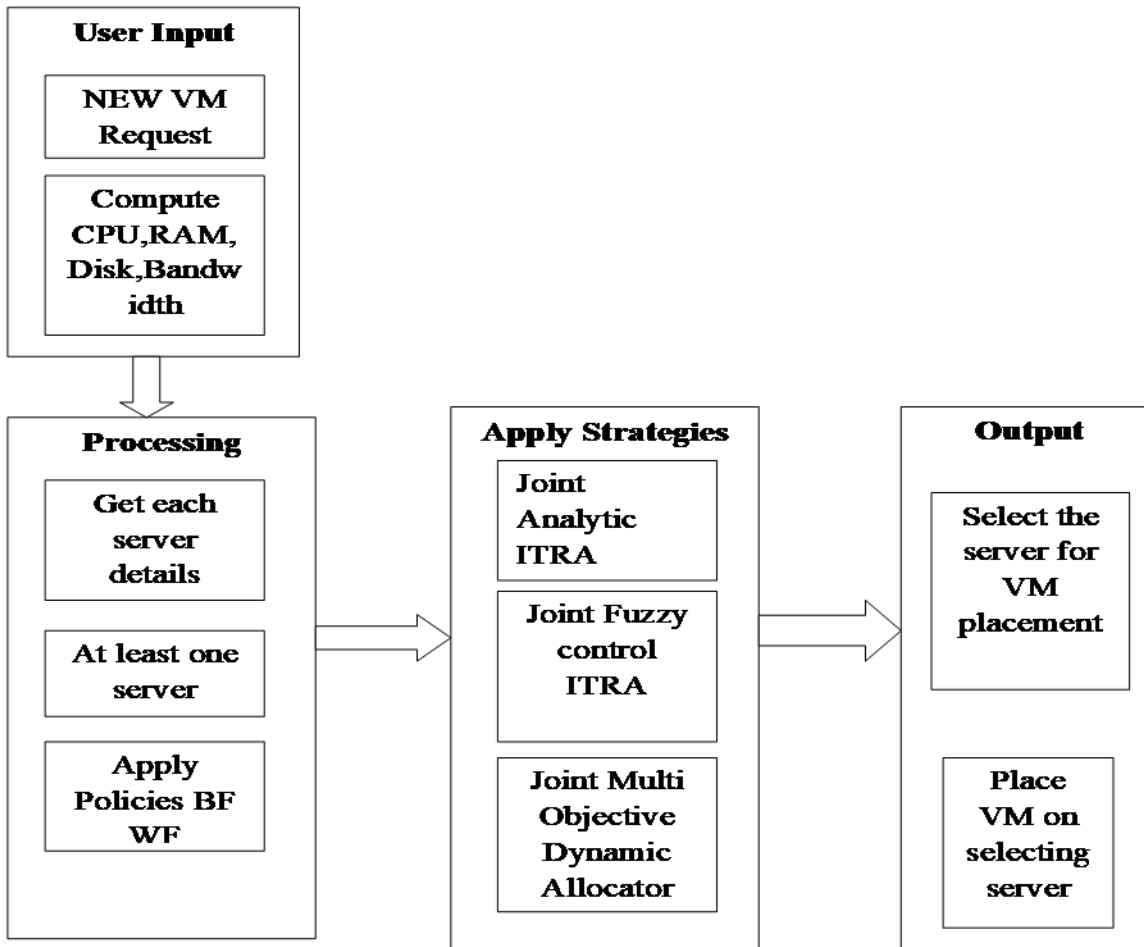 User Input
NEW VM
Request
Compute
CPU,RAM,
Disk,Bandw
idth
Processing
Get each
server
details
At least one
server
Apply
Policies BF
WF
Apply Strategies
Joint
Analytic
ITRA
Joint Fuzzy
control
ITRA
Joint Multi
Objective
Dynamic
Allocator
Output
Select the
server for
VM
placement
Place
VM on
selecting
server